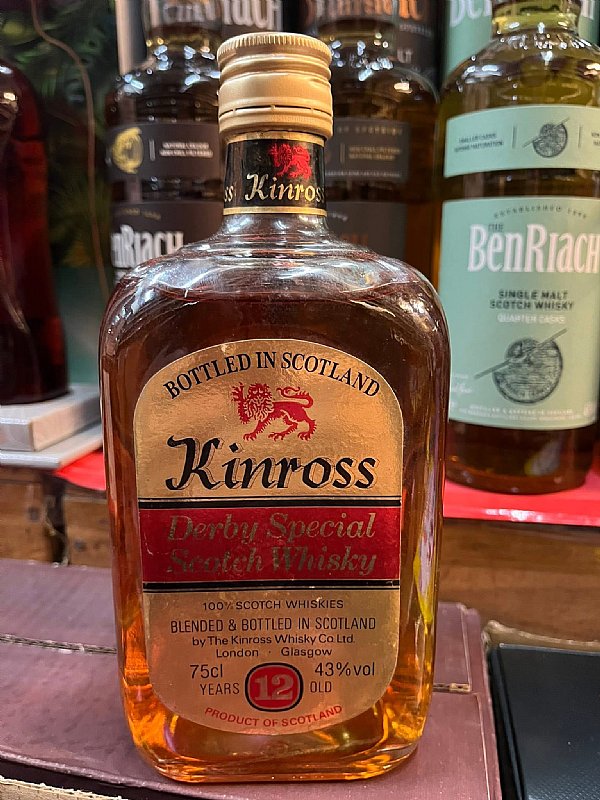 Kinross
BOTTLED IN SCOTLAND
Kinross
Derby Special
Scotch Whisky
100% SCOTCH WHISKIES
BLENDED & BOTTLED IN SCOTLAND
by The Kinross Whisky Co. Ltd.
London · Glasgow
75cl 43% vol
YEARS 12 OLD
PRODUCT OF SCOTLAND
BENRIACH
THE
BENRIACH
SINGLE MALT
SCOTCH WHISKY
QUARTER CASKS